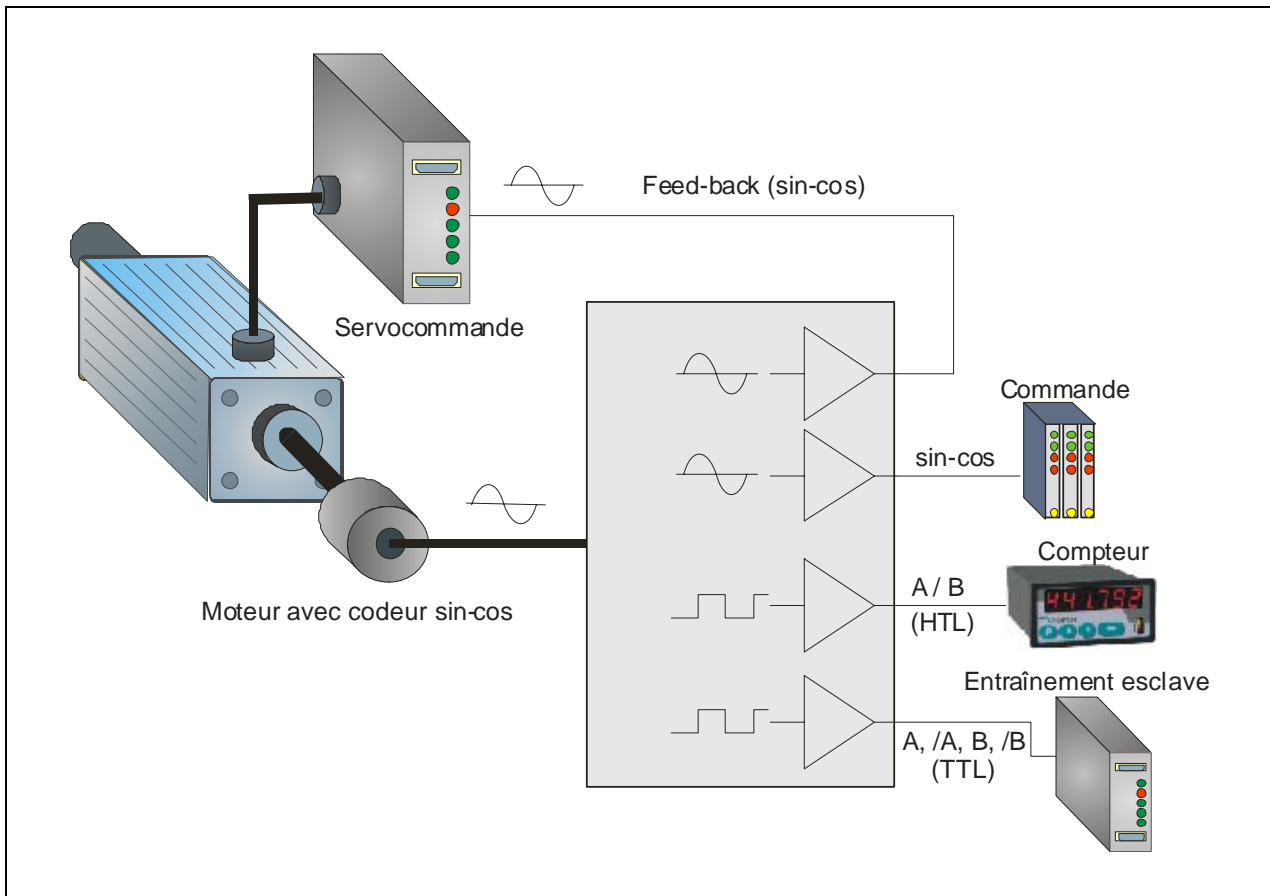 Feed-back (sin-cos)
Servocommande
Commande
sin-cos
Compteur
A / B
(HTL)
Moteur avec codeur sin-cos
Entraînement esclave
A, /A, B, /B
(TTL)